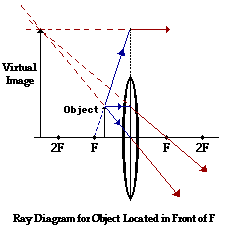 Virtual
Image
Object
2F F F 2F
Ray Diagram for Object Located in Front of F